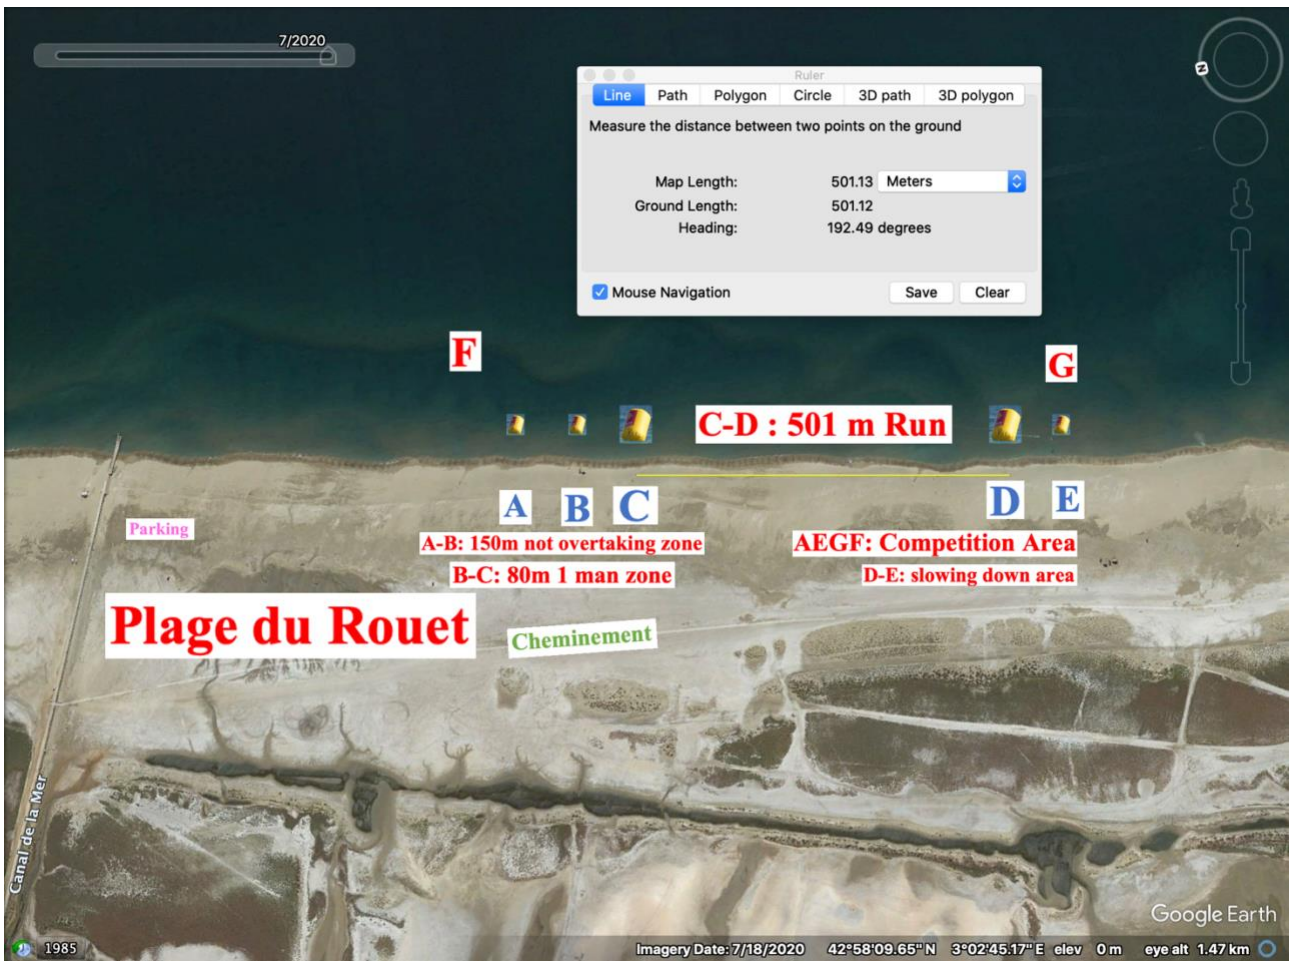 7/2020
N
Ruler
Line Path Polygon Circle 3D path 3D polygon
Measure the distance between two points on the ground
Map Length: 501.13 Meters
Ground Length: 501.12
Heading: 192.49 degrees
Mouse Navigation Save Clear
F
G
C-D : 501 m Run
A B C D E
Parking
A-B: 150m not overtaking zone
AEGF: Competition Area
B-C: 80m 1 man zone
D-E: slowing down area
Plage du Rouet
Cheminement
Canal de la Mer
Google Earth
1985
Imagery Date: 7/18/2020 42°58'09.65" N 3°02'45.17" E elev 0 m eye alt 1.47 km